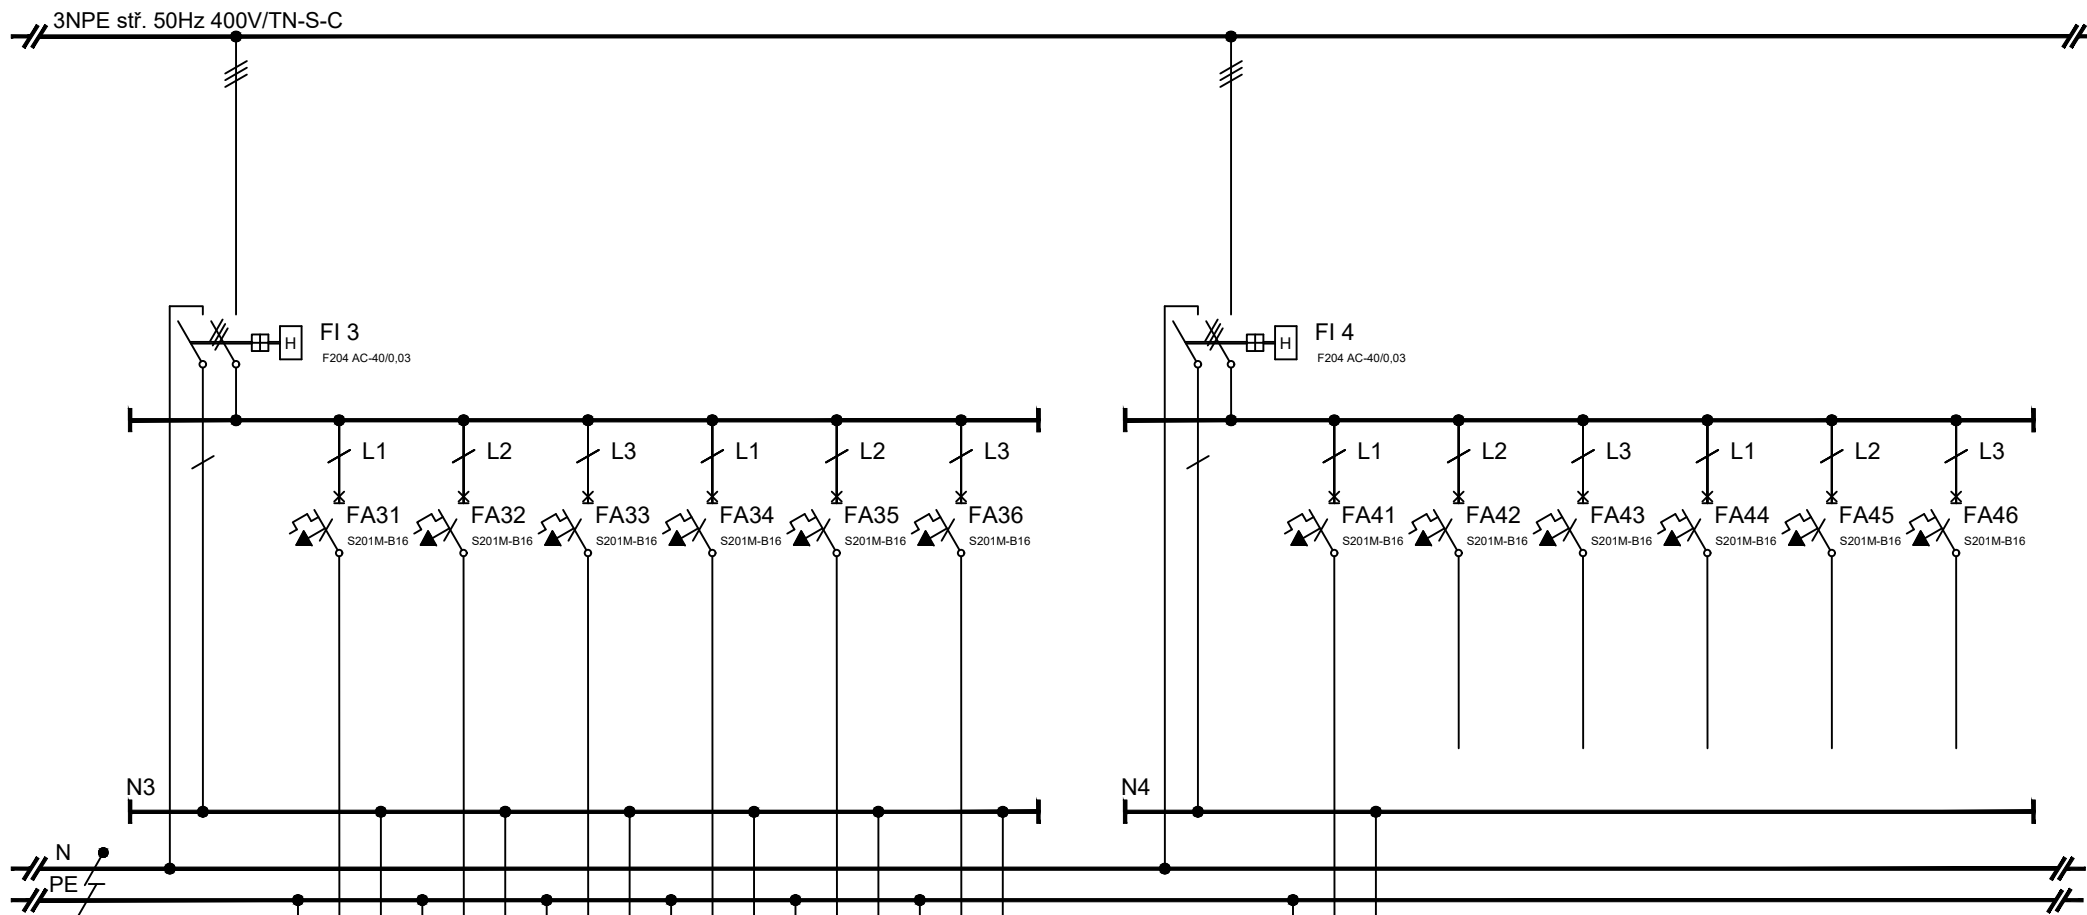 3NPE stř. 50Hz 400V/TN-S-C
H FI 3
F204 AC-40/0,03
H FI 4
F204 AC-40/0,03
L1 L2 L3 L1 L2 L3
L1 L2 L3 L1 L2 L3
FA31 FA32 FA33 FA34 FA35 FA36
S201M-B16 S201M-B16 S201M-B16 S201M-B16 S201M-B16 S201M-B16
FA41 FA42 FA43 FA44 FA45 FA46
S201M-B16 S201M-B16 S201M-B16 S201M-B16 S201M-B16 S201M-B16
N3
N4
N
PE